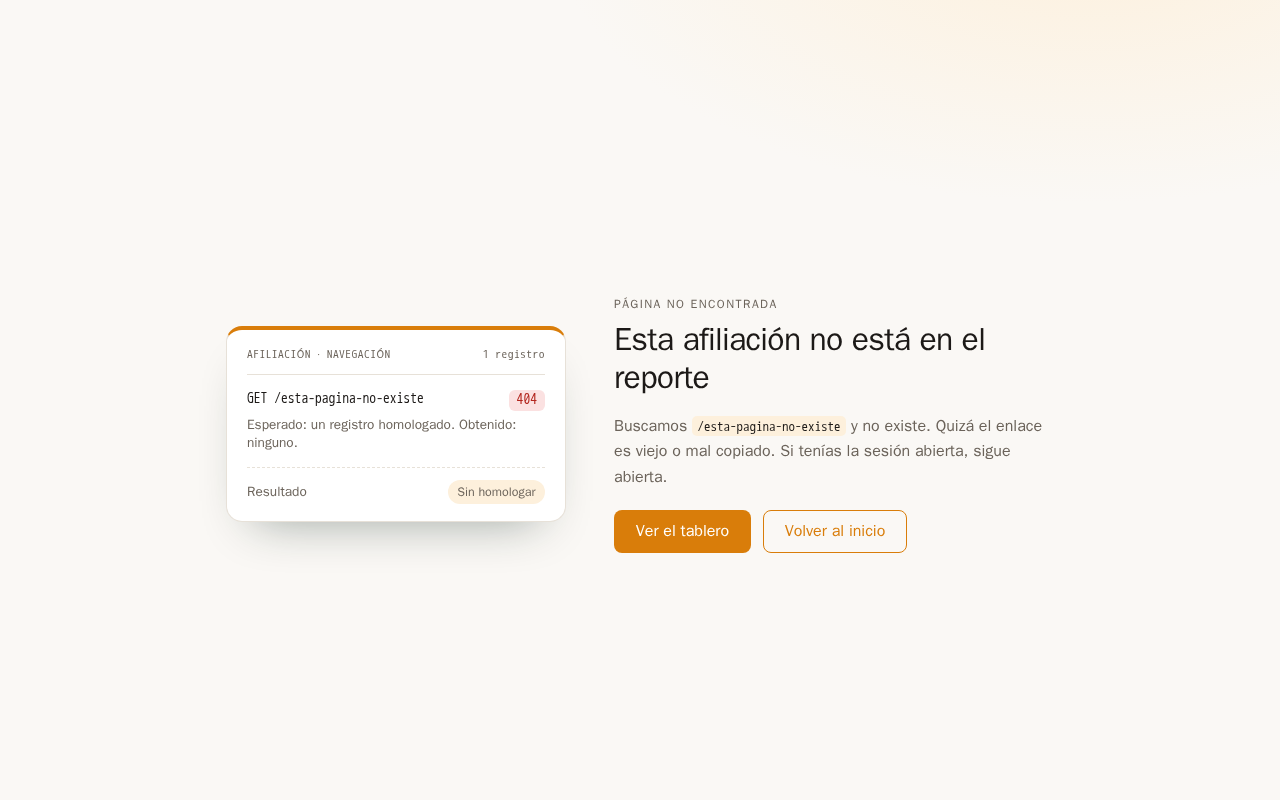 AFILIACIÓN · NAVEGACIÓN
1 registro
GET /esta-pagina-no-existe
404
Esperado: un registro homologado. Obtenido:
ninguno.
Resultado
Sin homologar
PÁGINA NO ENCONTRADA
Esta afiliación no está en el
reporte
Buscamos /esta-pagina-no-existe y no existe. Quizá el enlace
es viejo o mal copiado. Si tenías la sesión abierta, sigue
abierta.
Ver el tablero
Volver al inicio